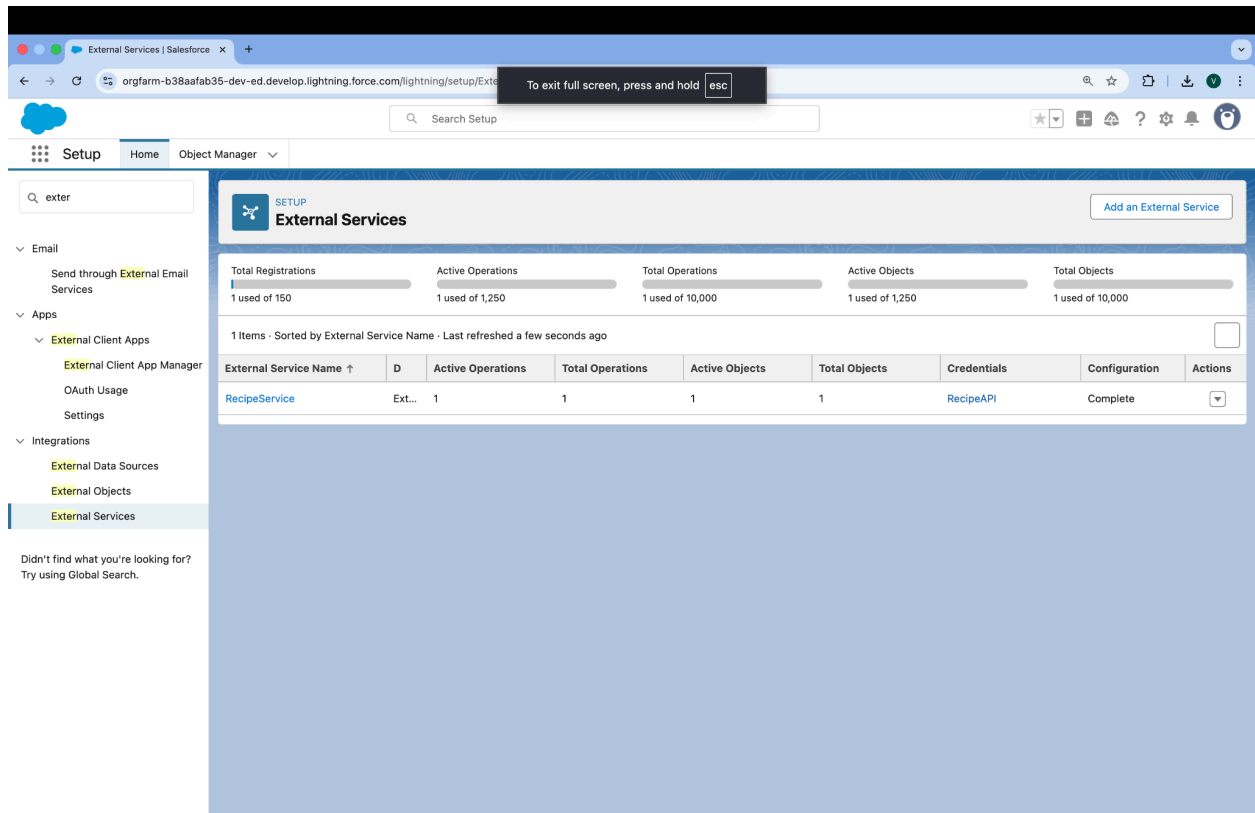 External Services | Salesforce
orgfarm-b38aafab35-dev-ed.develop.lightning.force.com/lightning/setup/Exte
To exit full screen, press and hold esc
V
Search Setup
Setup
Home
Object Manager
exter
Email
Send through External Email
Services
Apps
External Client Apps
External Client App Manager
OAuth Usage
Settings
Integrations
External Data Sources
External Objects
External Services
Didn't find what you're looking for?
Try using Global Search.
SETUP
External Services
Add an External Service
Total Registrations
1 used of 150
Active Operations
1 used of 1,250
Total Operations
1 used of 10,000
Active Objects
1 used of 1,250
Total Objects
1 used of 10,000
1 Items · Sorted by External Service Name · Last refreshed a few seconds ago
External Service Name ↑ D Active Operations Total Operations Active Objects Total Objects Credentials Configuration Actions
RecipeService Ext... 1 1 1 1 RecipeAPI Complete